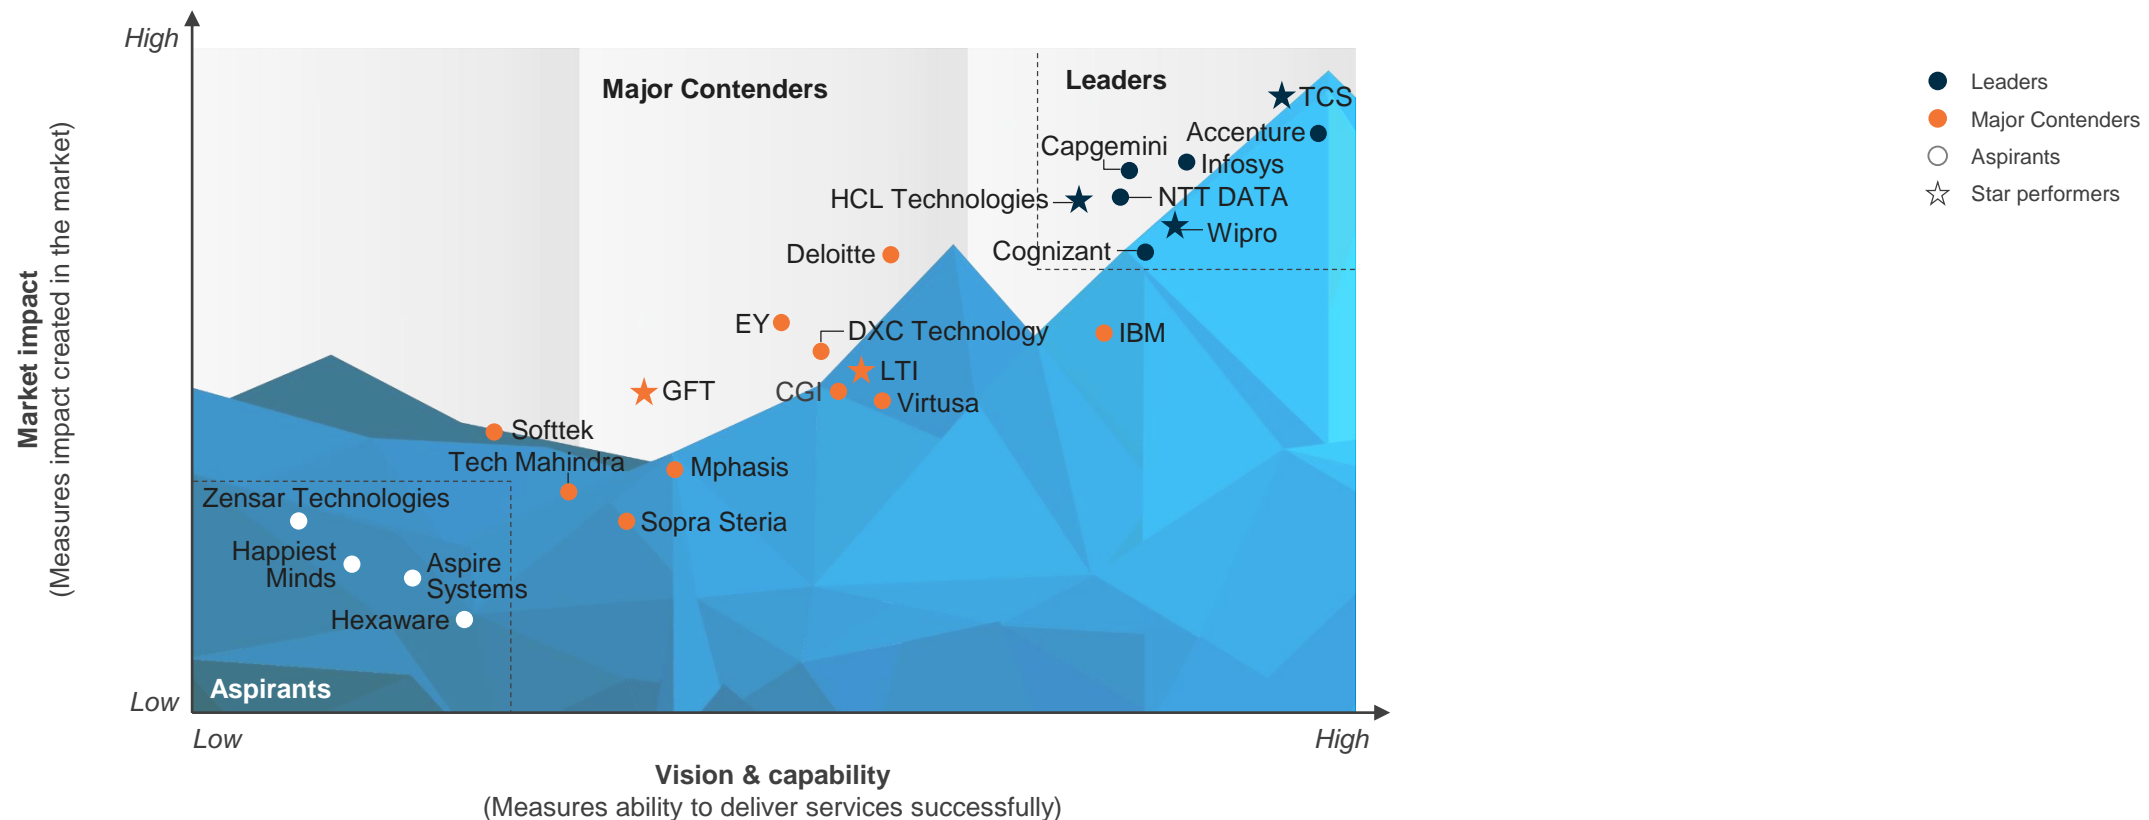 High
Major Contenders
Leaders
TCS
Accenture
Capgemini
Infosys
HCL Technologies
NTT DATA
Wipro
Cognizant
Deloitte
EY
DXC Technology
IBM
LTI
GFT
CGI
Virtusa
Softtek
Tech Mahindra
Mphasis
Zensar Technologies
Sopra Steria
Happiest
Minds
Aspire
Systems
Hexaware
Aspirants
Low
Low
High
Vision & capability
(Measures ability to deliver services successfully)
Market impact
(Measures impact created in the market)
Leaders
Major Contenders
Aspirants
Star performers